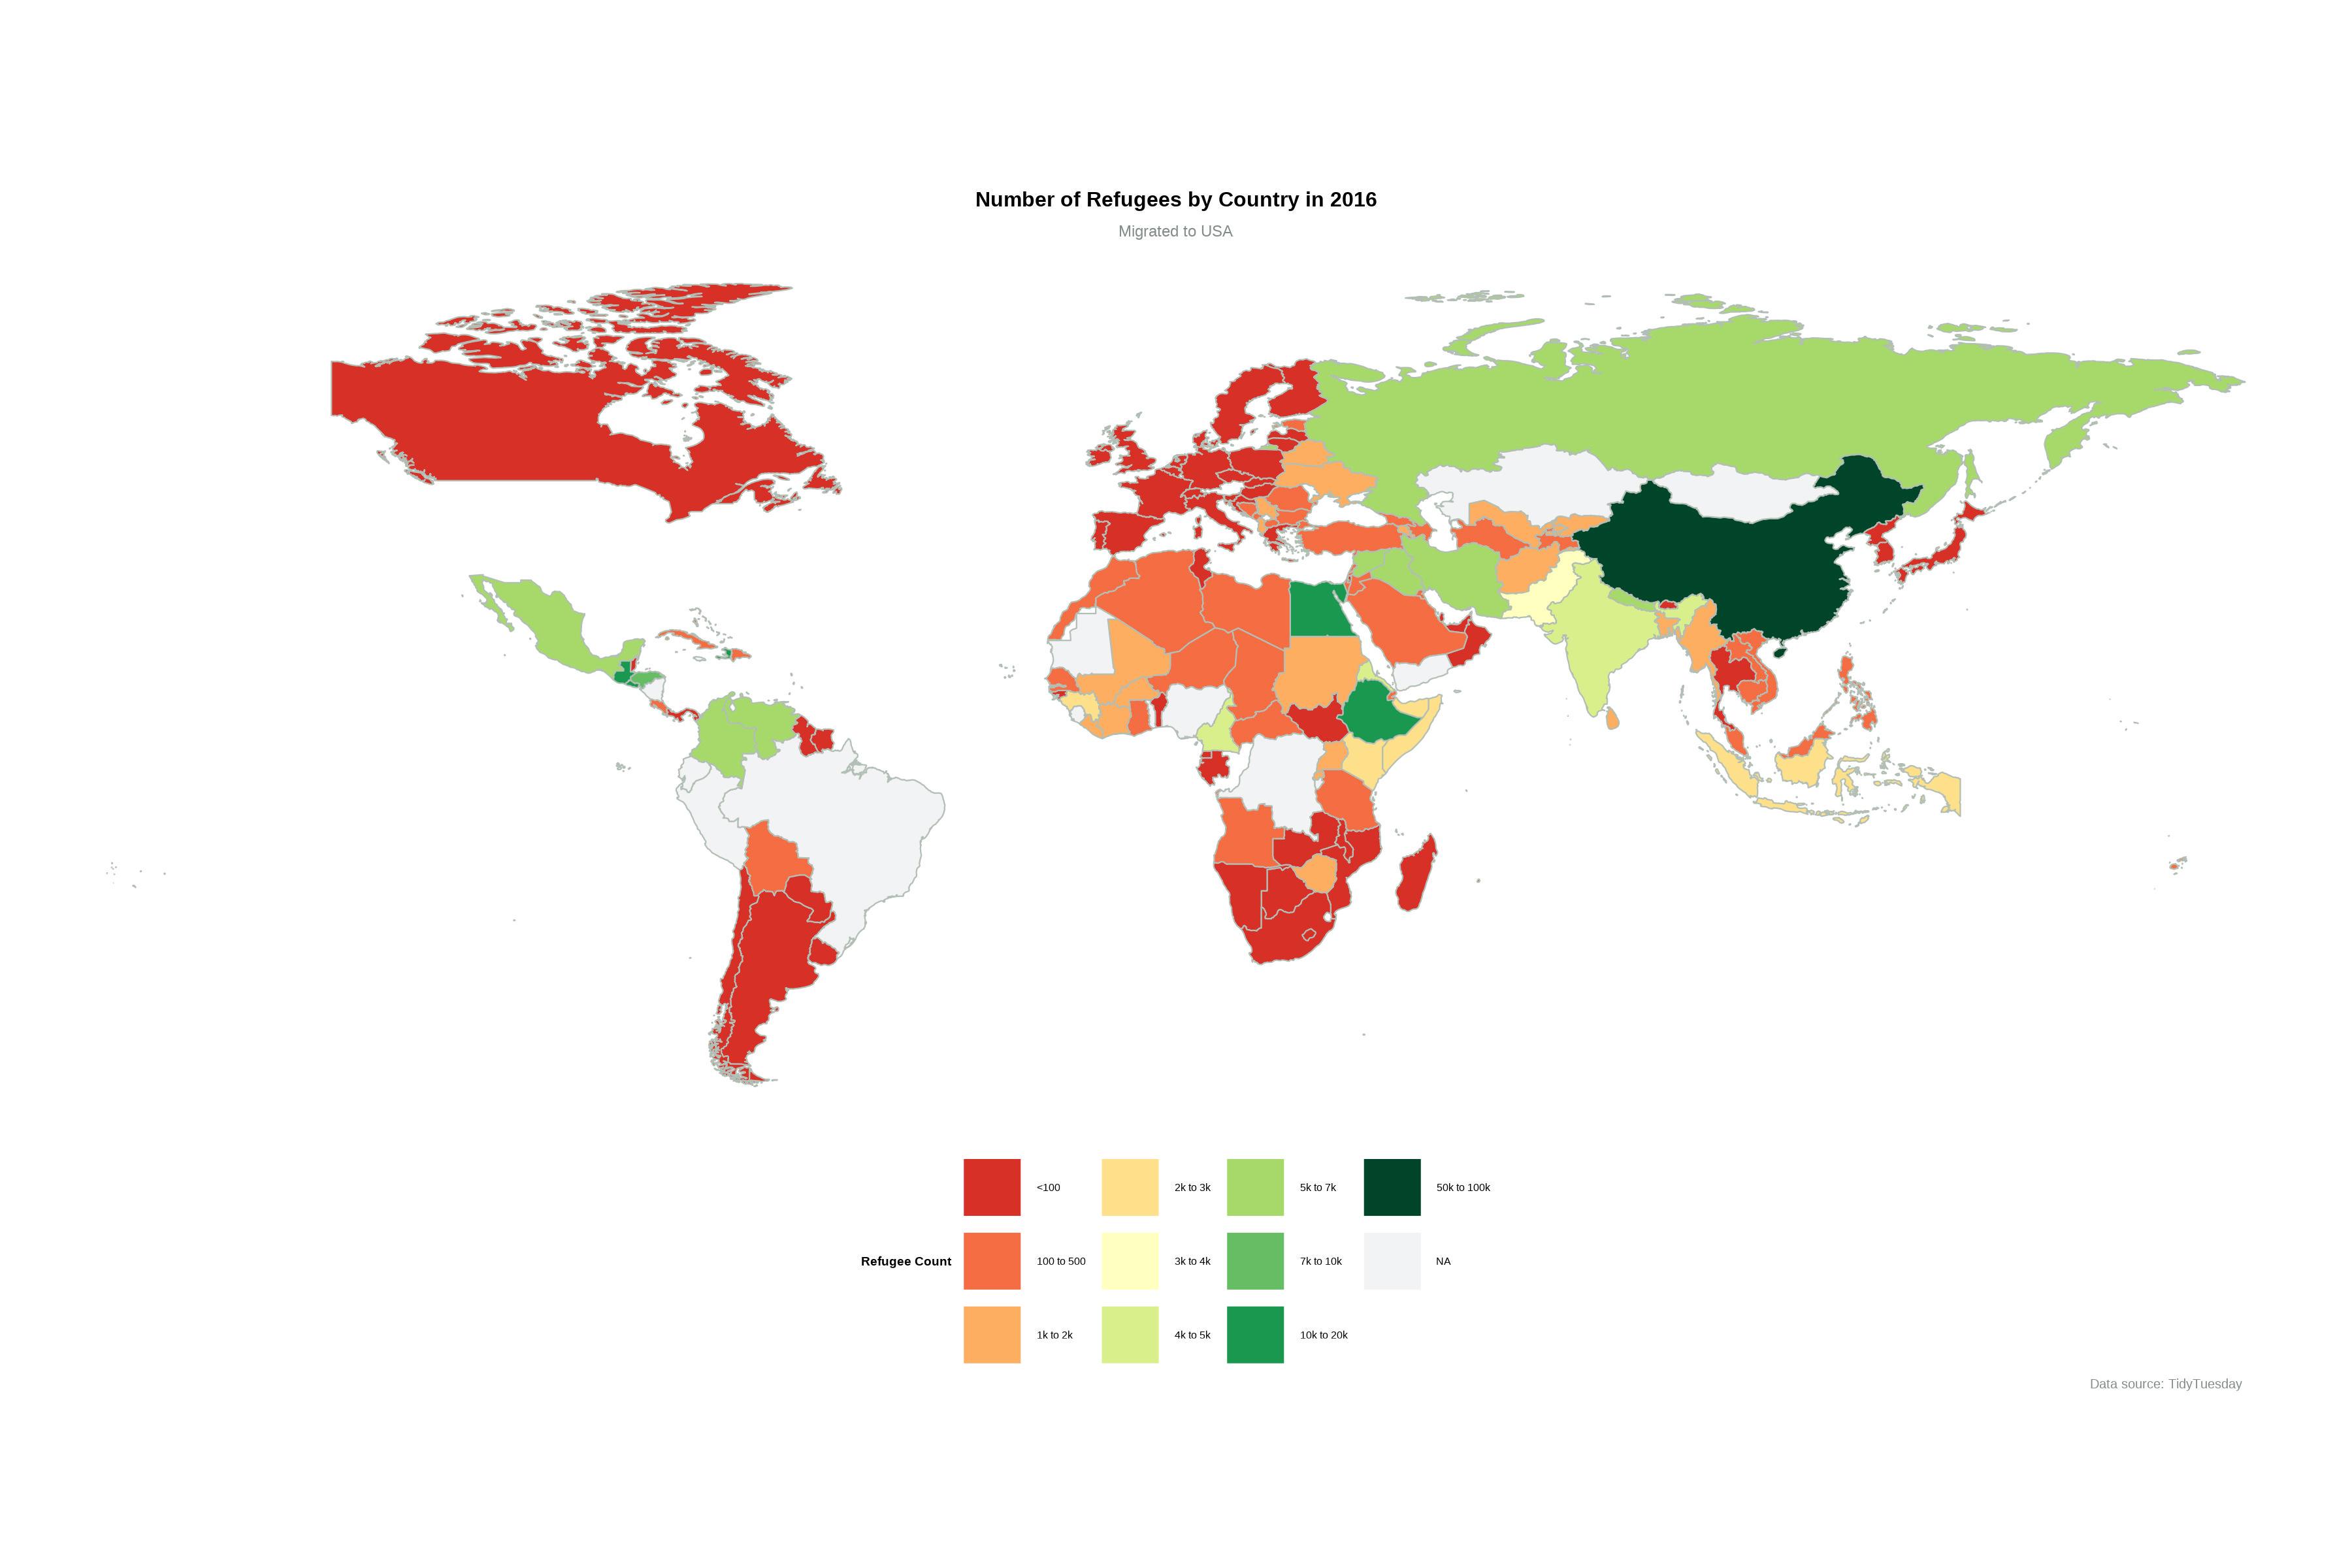 Number of Refugees by Country in 2016
Migrated to USA
Refugee Count
<100
100 to 500
1k to 2k
2k to 3k
3k to 4k
4k to 5k
5k to 7k
7k to 10k
10k to 20k
50k to 100k
NA
Data source: TidyTuesday